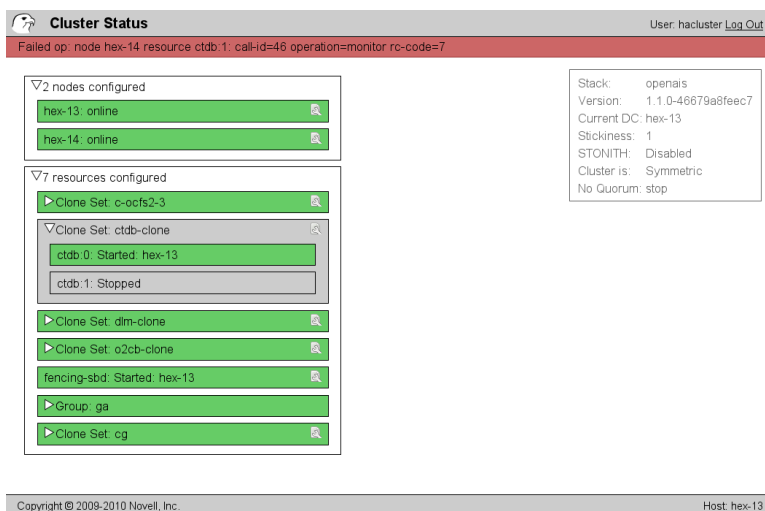 Cluster Status
User: hacluster Log Out
Failed op: node hex-14 resource ctdb:1: call-id=46 operation=monitor rc-code=7
2 nodes configured
hex-13: online
hex-14: online
7 resources configured
Clone Set: c-ocfs2-3
Clone Set: ctdb-clone
ctdb:0: Started: hex-13
ctdb:1: Stopped
Clone Set: dlm-clone
Clone Set: o2cb-clone
fencing-sbd: Started: hex-13
Group: ga
Clone Set: cg
Stack: openais
Version: 1.1.0-46679a8feec7
Current DC: hex-13
Stickiness: 1
STONITH: Disabled
Cluster is: Symmetric
No Quorum: stop
Copyright © 2009-2010 Novell, Inc.
Host: hex-13